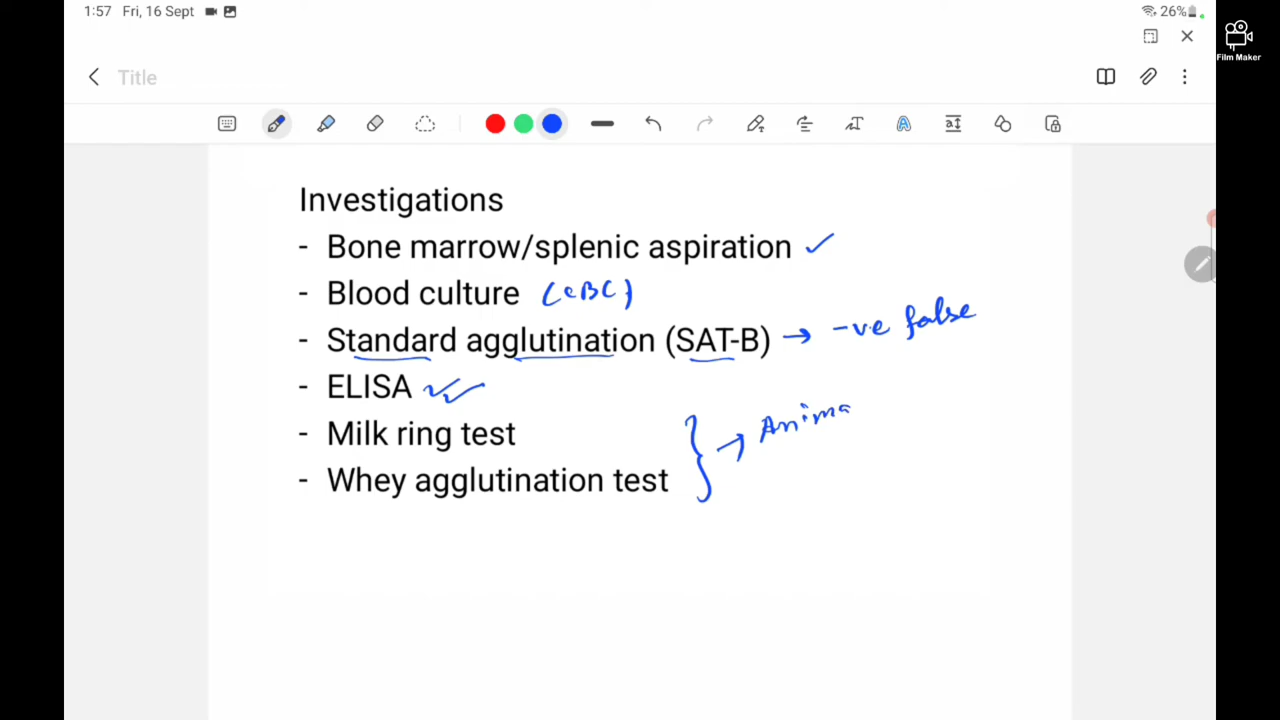 1:57 Fri, 16 Sept
26%
Film Maker
Title
Investigations
- Bone marrow/splenic aspiration
- Blood culture (CBC)
- Standard agglutination (SAT-B) → -ve false
- ELISA
- Milk ring test
- Whey agglutination test
→ Anima